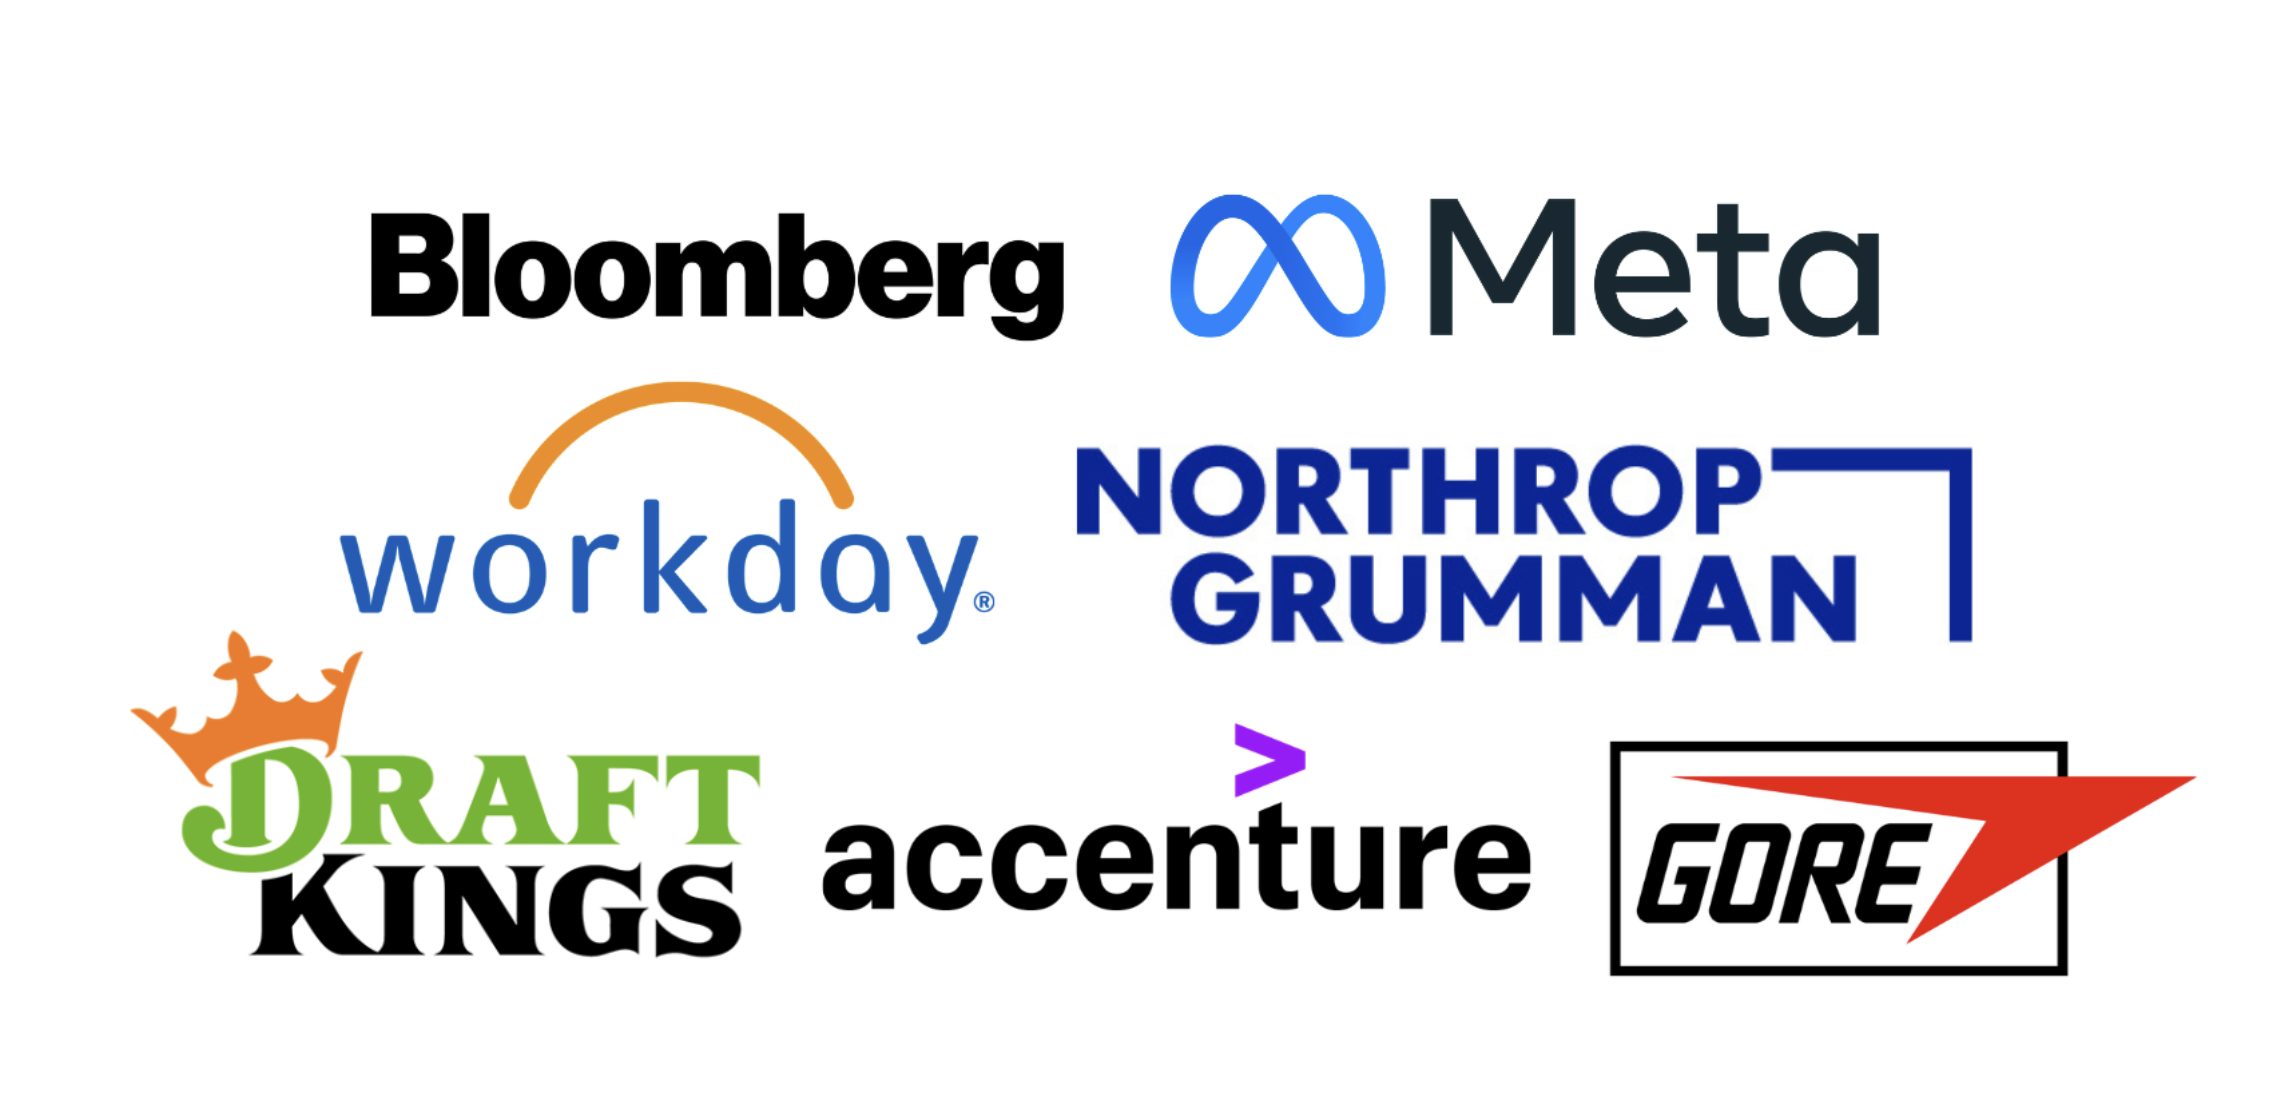 Bloomberg
Meta
workday®
NORTHROP
GRUMMAN
DRAFT
KINGS
accenture
GORE